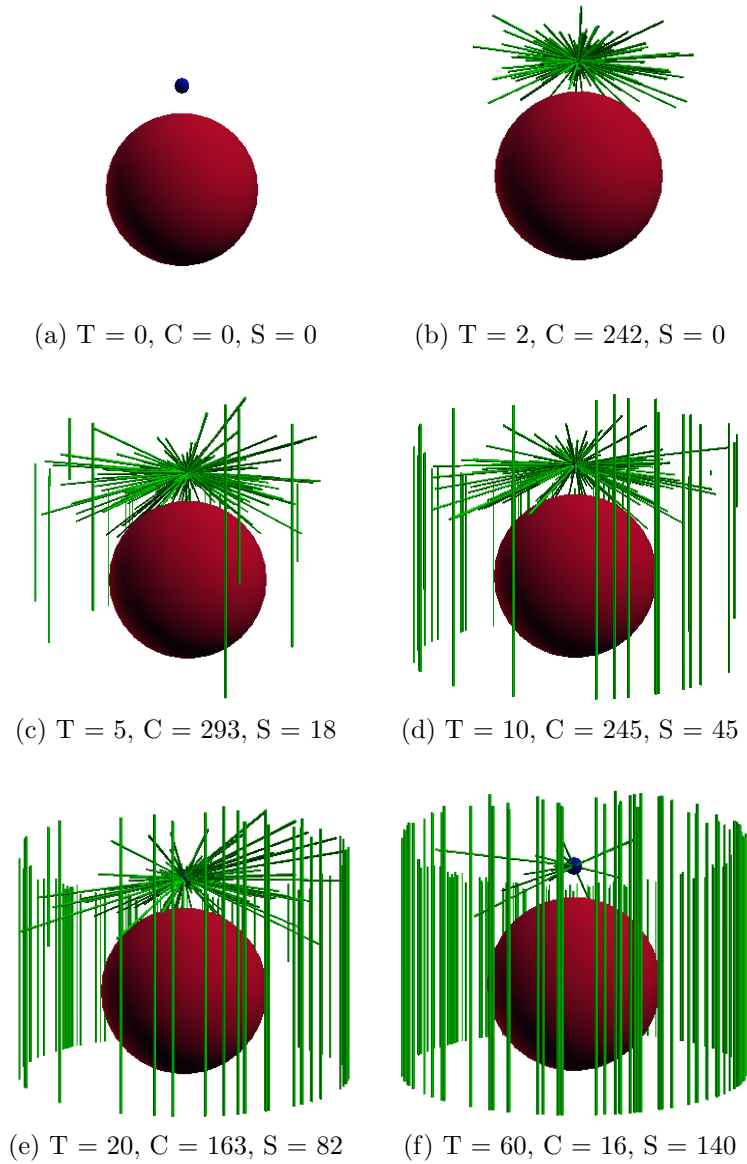 (a) T = 0, C = 0, S = 0
(b) T = 2, C = 242, S = 0
(c) T = 5, C = 293, S = 18
(d) T = 10, C = 245, S = 45
(e) T = 20, C = 163, S = 82
(f) T = 60, C = 16, S = 140